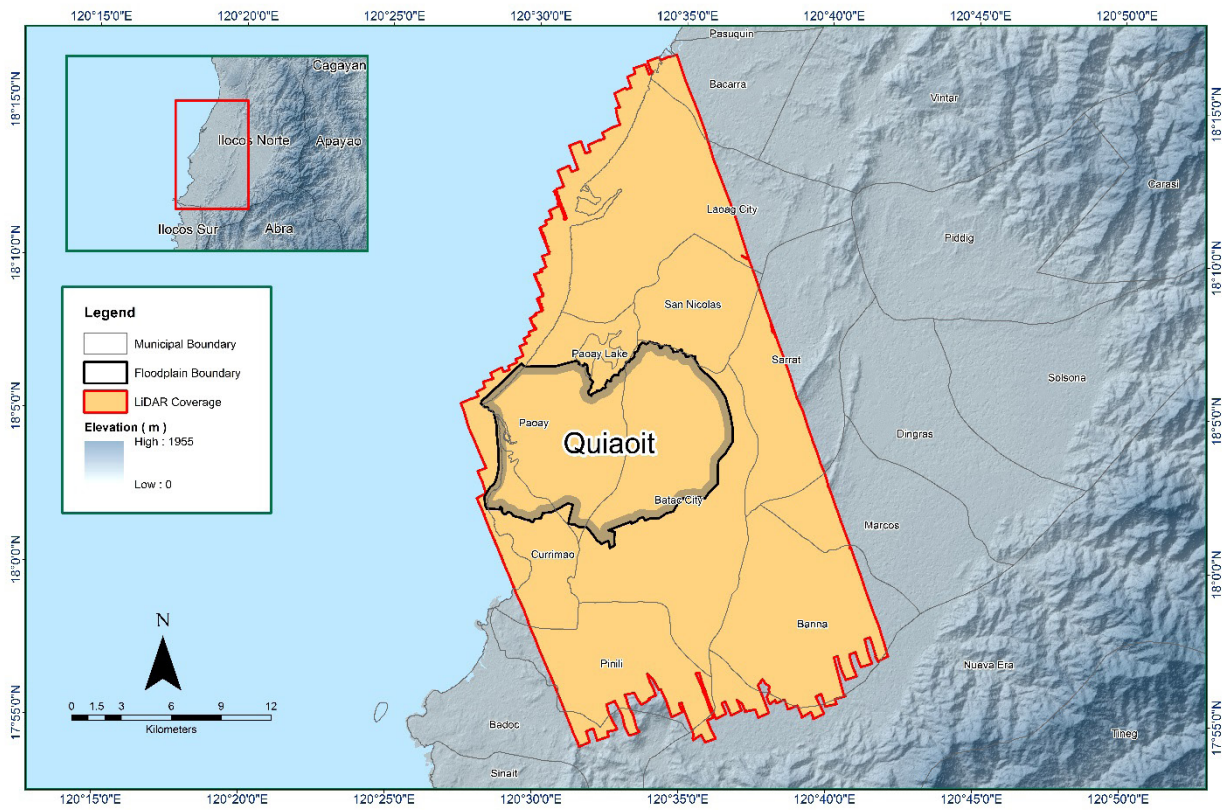 120°15'0"E 120°20'0"E 120°25'0"E 120°30'0"E 120°35'0"E 120°40'0"E 120°45'0"E 120°50'0"E
Pasuquin
Cagayan
Bacarra
Vintar
18°15'0"N
18°15'0"N
Ilocos Norte
Apayao
Carasi
Laoag City
Ilocos Sur
Abra
Piddig
18°10'0"N
18°10'0"N
San Nicolas
Legend
Municipal Boundary
Floodplain Boundary
LiDAR Coverage
Elevation ( m )
High : 1955
Low : 0
Paoay Lake
Sarrat
Solsona
18°5'0"N
18°5'0"N
Paoay
Quiaoit
Dingras
Batac City
Marcos
18°0'0"N
18°0'0"N
Currimao
Banna
N
Pinili
Nueva Era
0 1.5 3 6 9 12
Kilometers
17°55'0"N
17°55'0"N
Badoc
Tineg
Sinait
120°15'0"E 120°20'0"E 120°25'0"E 120°30'0"E 120°35'0"E 120°40'0"E 120°45'0"E 120°50'0"E